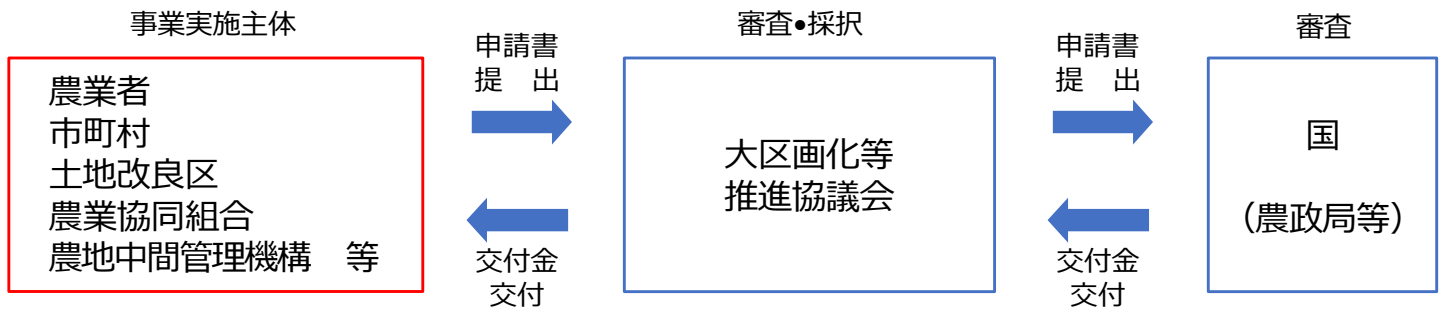 事業実施主体
農業者
市町村
土地改良区
農業協同組合
農地中間管理機構　等
申請書
提　出
交付金
交付
審査•採択
大区画化等
推進協議会
申請書
提　出
交付金
交付
審査
国
（農政局等）